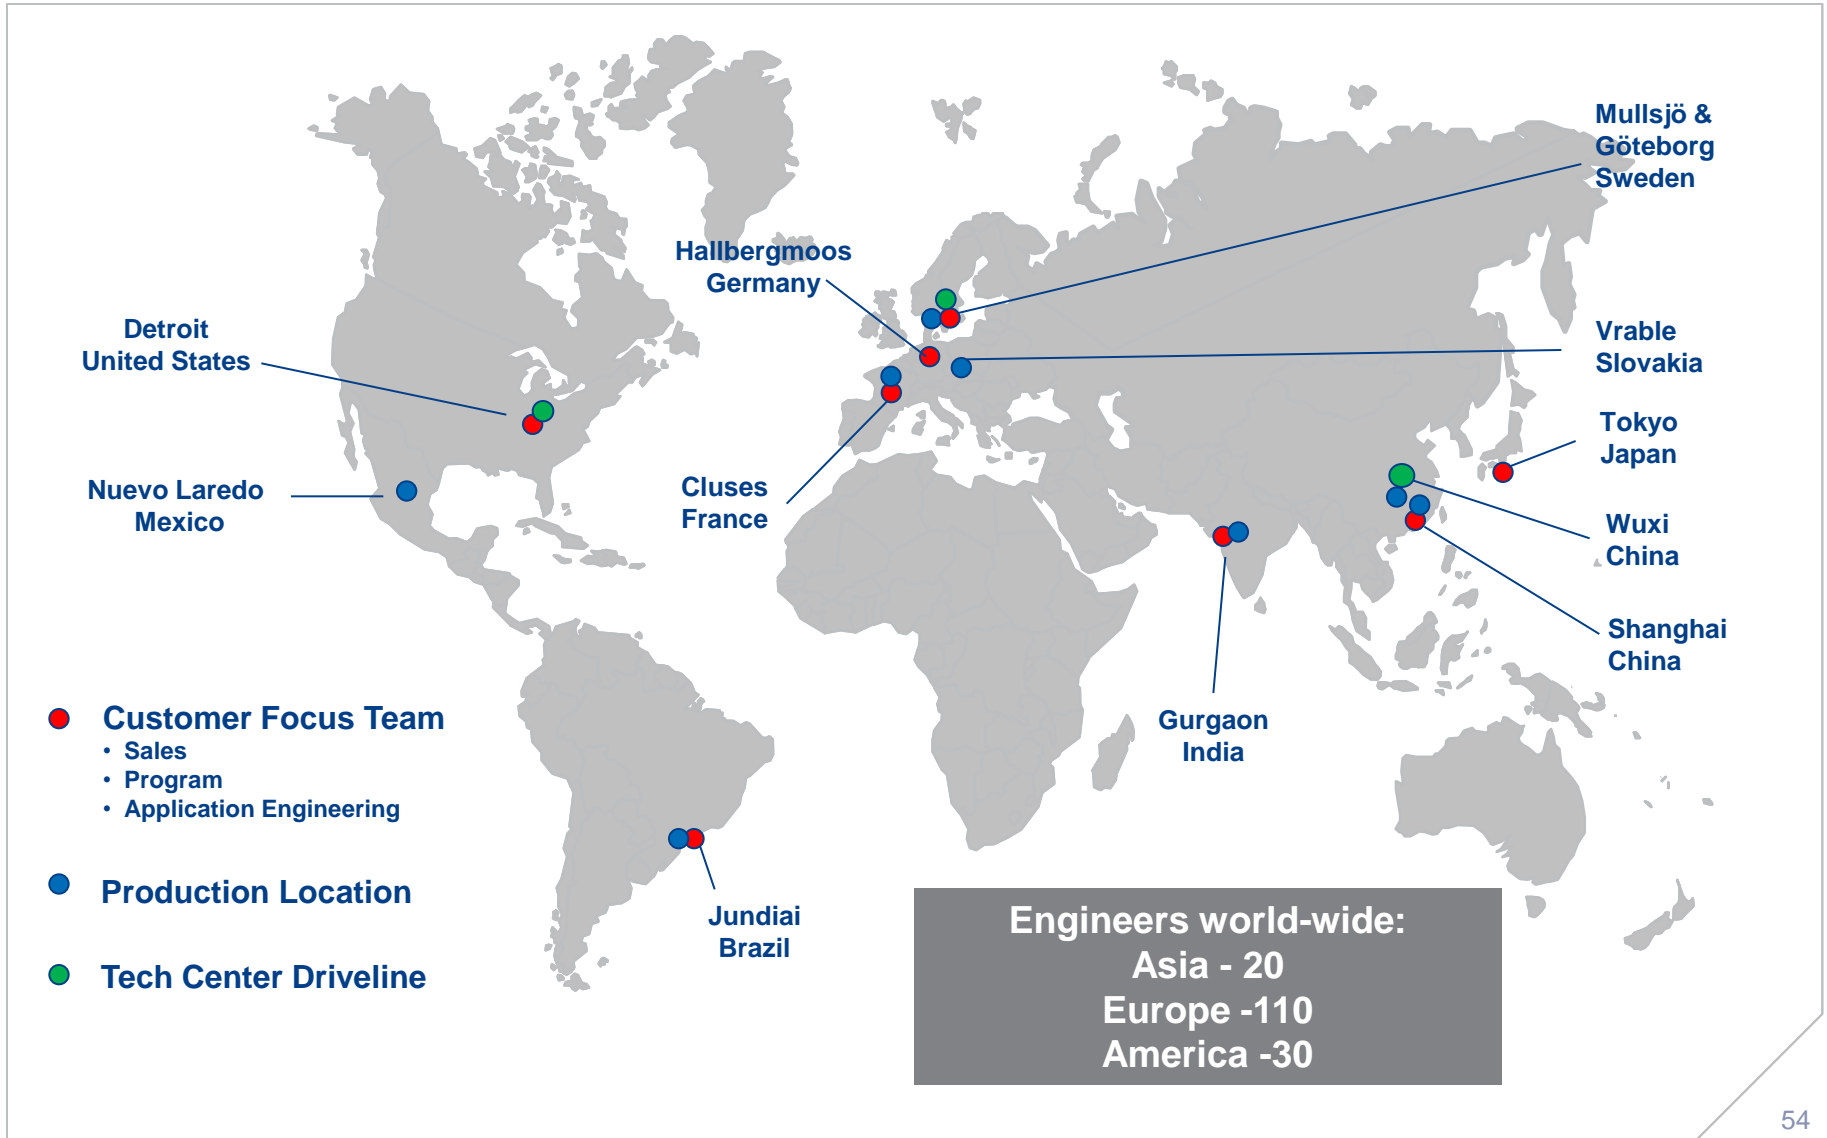 Mullsjö &
Göteborg
Sweden
Hallbergmoos
Germany
Detroit
United States
Vrable
Slovakia
Tokyo
Japan
Nuevo Laredo
Mexico
Cluses
France
Wuxi
China
Shanghai
China
Gurgaon
India
Customer Focus Team
• Sales
• Program
• Application Engineering
Production Location
Tech Center Driveline
Jundiai
Brazil
Engineers world-wide:
Asia - 20
Europe -110
America -30
54